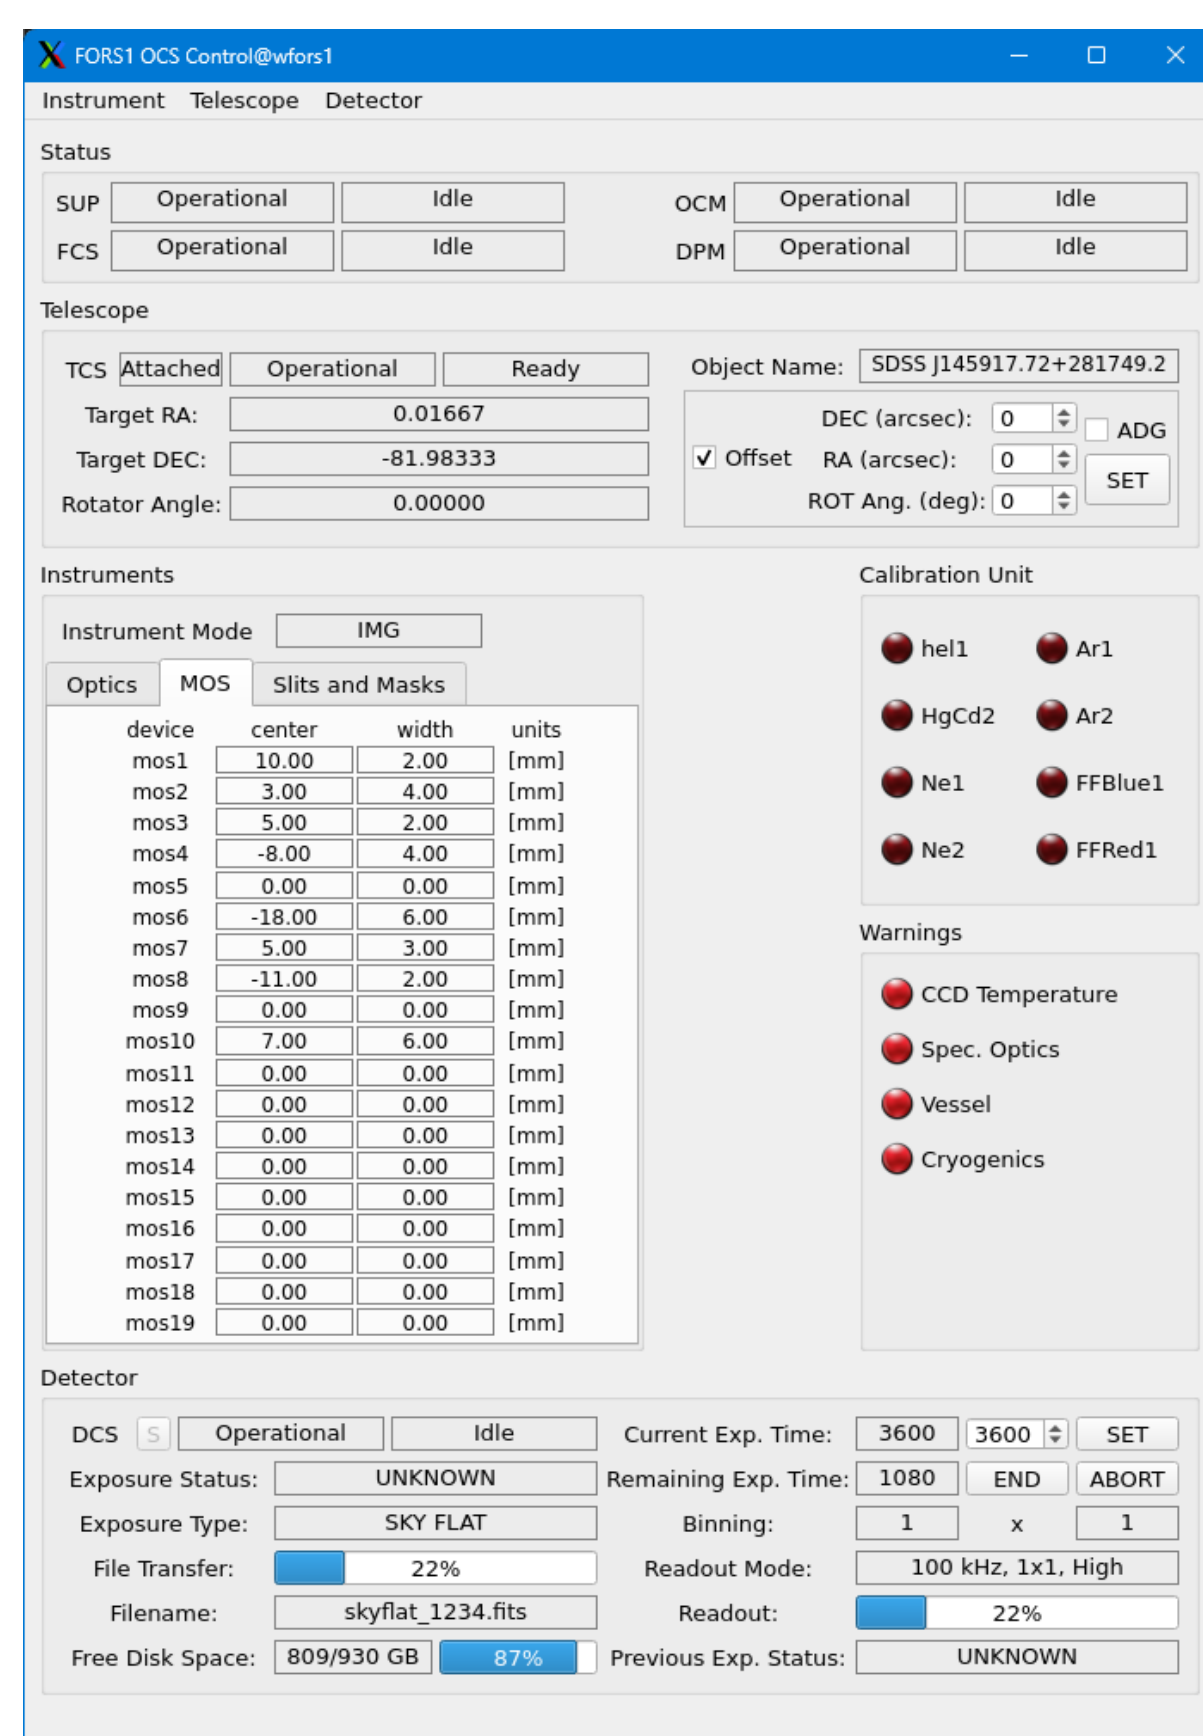 FORS1 OCS Control@wfors1
Instrument Telescope Detector
Status
SUP Operational Idle OCM Operational Idle
FCS Operational Idle DPM Operational Idle
Telescope
TCS Attached Operational Ready Object Name: SDSS J145917.72+281749.2
Target RA: 0.01667 DEC (arcsec): 0 ADG
Target DEC: -81.98333 Offset RA (arcsec): 0 SET
Rotator Angle: 0.00000 ROT Ang. (deg): 0
Instruments Calibration Unit
Instrument Mode IMG
hel1 Ar1
Optics MOS Slits and Masks
HgCd2 Ar2
device center width units
mos1 10.00 2.00 [mm]
Ne1 FFBlue1
mos2 3.00 4.00 [mm]
mos3 5.00 2.00 [mm]
Ne2 FFRed1
mos4 -8.00 4.00 [mm]
mos5 0.00 0.00 [mm]
mos6 -18.00 6.00 [mm]
Warnings
mos7 5.00 3.00 [mm]
mos8 -11.00 2.00 [mm]
CCD Temperature
mos9 0.00 0.00 [mm]
mos10 7.00 6.00 [mm]
Spec. Optics
mos11 0.00 0.00 [mm]
mos12 0.00 0.00 [mm]
Vessel
mos13 0.00 0.00 [mm]
mos14 0.00 0.00 [mm]
Cryogenics
mos15 0.00 0.00 [mm]
mos16 0.00 0.00 [mm]
mos17 0.00 0.00 [mm]
mos18 0.00 0.00 [mm]
mos19 0.00 0.00 [mm]
Detector
DCS S Operational Idle Current Exp. Time: 3600 3600 SET
Exposure Status: UNKNOWN Remaining Exp. Time: 1080 END ABORT
Exposure Type: SKY FLAT Binning: 1 x 1
File Transfer: 22% Readout Mode: 100 kHz, 1x1, High
Filename: skyflat_1234.fits Readout: 22%
Free Disk Space: 809/930 GB 87% Previous Exp. Status: UNKNOWN